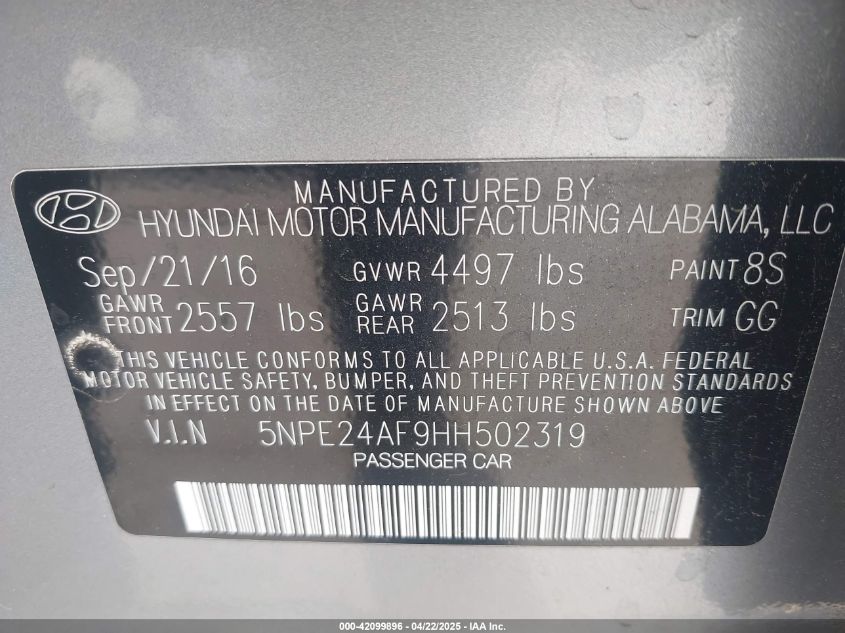 MANUFACTURED BY
HYUNDAI MOTOR MANUFACTURING ALABAMA, LLC
Sep/21/16 GVWR 4497 lbs PAINT 8S
GAWR FRONT 2557 lbs GAWR REAR 2513 lbs TRIM GG
THIS VEHICLE CONFORMS TO ALL APPLICABLE U.S.A. FEDERAL
MOTOR VEHICLE SAFETY, BUMPER, AND THEFT PREVENTION STANDARDS
IN EFFECT ON THE DATE OF MANUFACTURE SHOWN ABOVE
V.I.N 5NPE24AF9HH502319
PASSENGER CAR
000-42099896 - 04/22/2025 - IAA Inc.